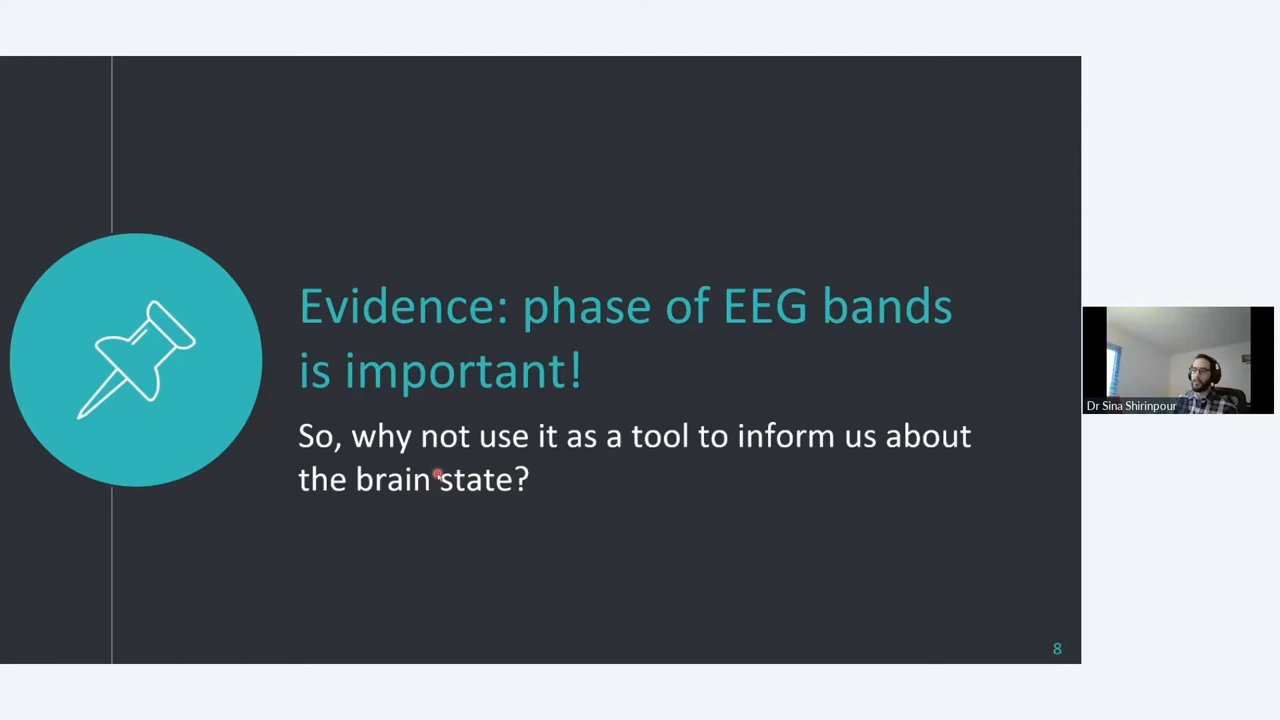 Evidence: phase of EEG bands
is important!
So, why not use it as a tool to inform us about
the brain state?
Dr Sina Shirinpour
8